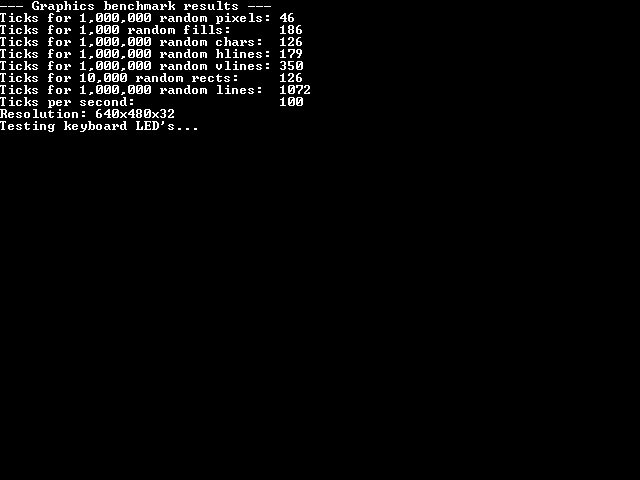 --- Graphics benchmark results ---
Ticks for 1,000,000 random pixels: 46
Ticks for 1,000 random fills: 186
Ticks for 1,000,000 random chars: 126
Ticks for 1,000,000 random hlines: 179
Ticks for 1,000,000 random vlines: 350
Ticks for 10,000 random rects: 126
Ticks for 1,000,000 random lines: 1072
Ticks per second: 100
Resolution: 640x480x32
Testing keyboard LED's...